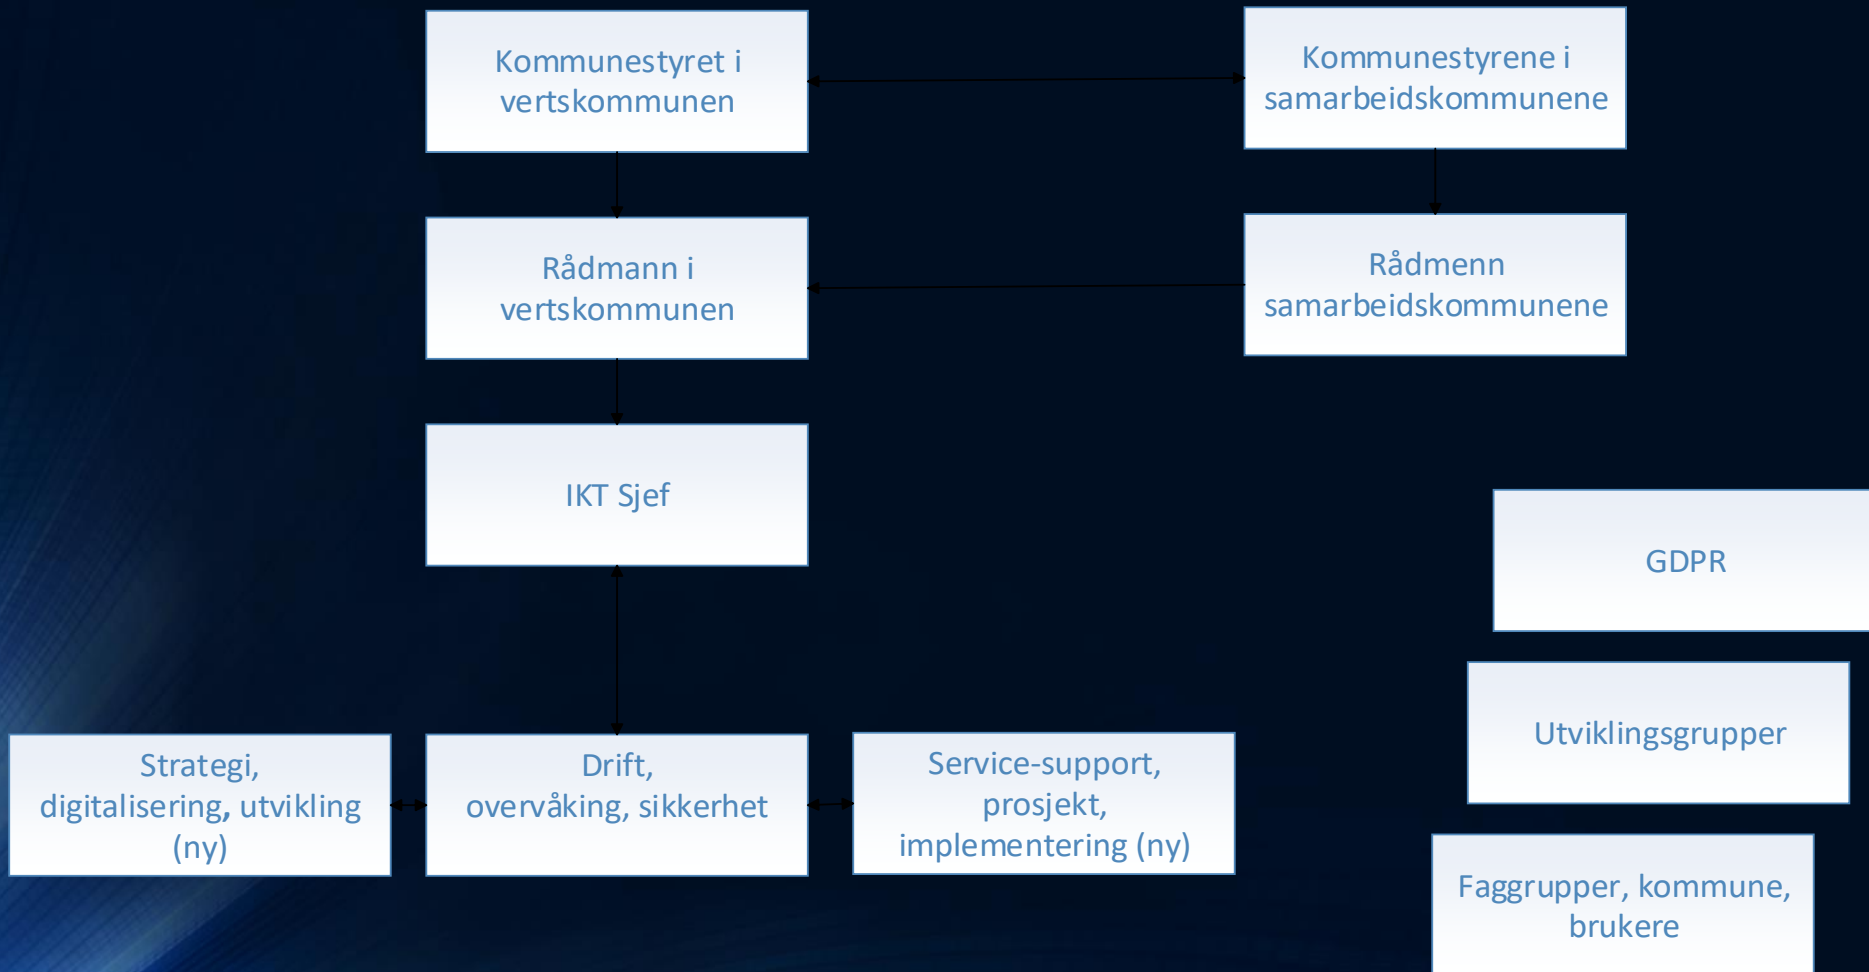 Kommunestyret i
vertskommunen
Kommunestyrene i
samarbeidskommunene
Rådmann i
vertskommunen
Rådmenn
samarbeidskommunene
IKT Sjef
GDPR
Utviklingsgrupper
Strategi,
digitalisering, utvikling
(ny)
Drift,
overvåking, sikkerhet
Service-support,
prosjekt,
implementering (ny)
Faggrupper, kommune,
brukere